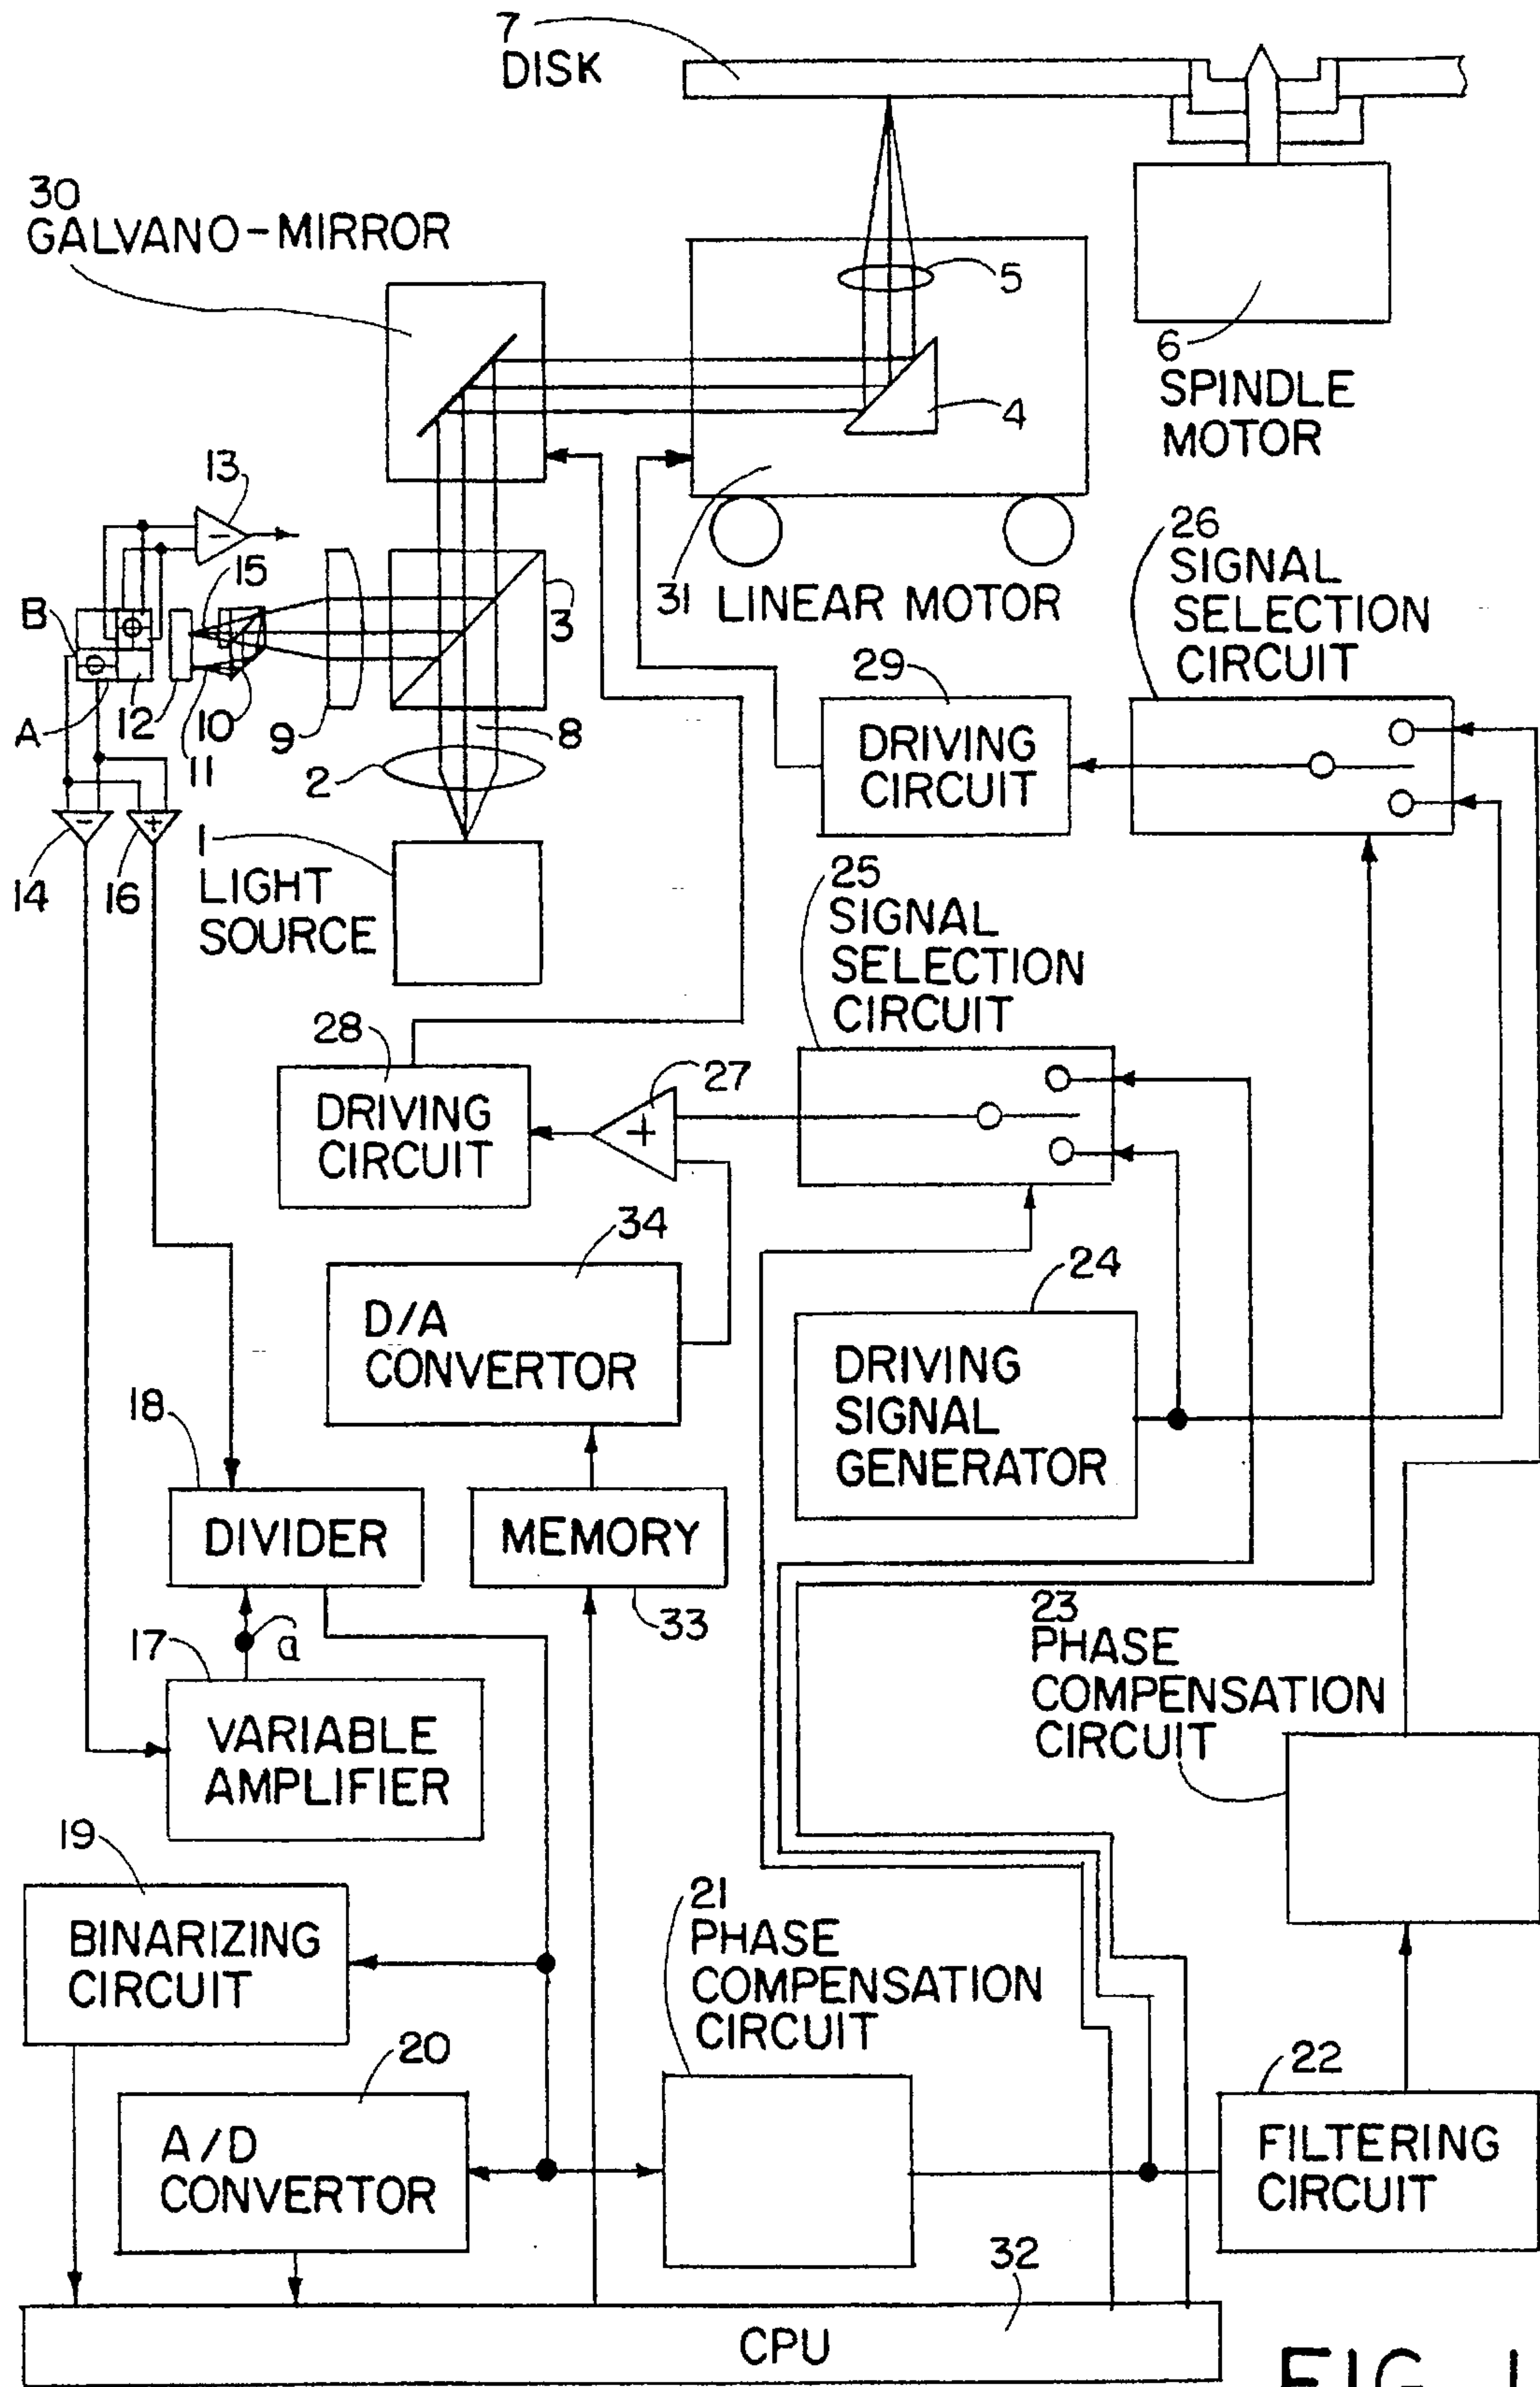 7
DISK
30
GALVANO-MIRROR
5
4
6
SPINDLE
MOTOR
13
15
B
A
12
11
10
9
3
8
2
31 LINEAR MOTOR
26
SIGNAL
SELECTION
CIRCUIT
29
DRIVING
CIRCUIT
-
-
+
14
16
1
LIGHT
SOURCE
25
SIGNAL
SELECTION
CIRCUIT
28
DRIVING
CIRCUIT
27
+
34
D/A
CONVERTOR
24
DRIVING
SIGNAL
GENERATOR
18
DIVIDER
MEMORY
33
a
17
VARIABLE
AMPLIFIER
23
PHASE
COMPENSATION
CIRCUIT
19
BINARIZING
CIRCUIT
21
PHASE
COMPENSATION
CIRCUIT
20
A/D
CONVERTOR
22
FILTERING
CIRCUIT
32
CPU
FIG. 1